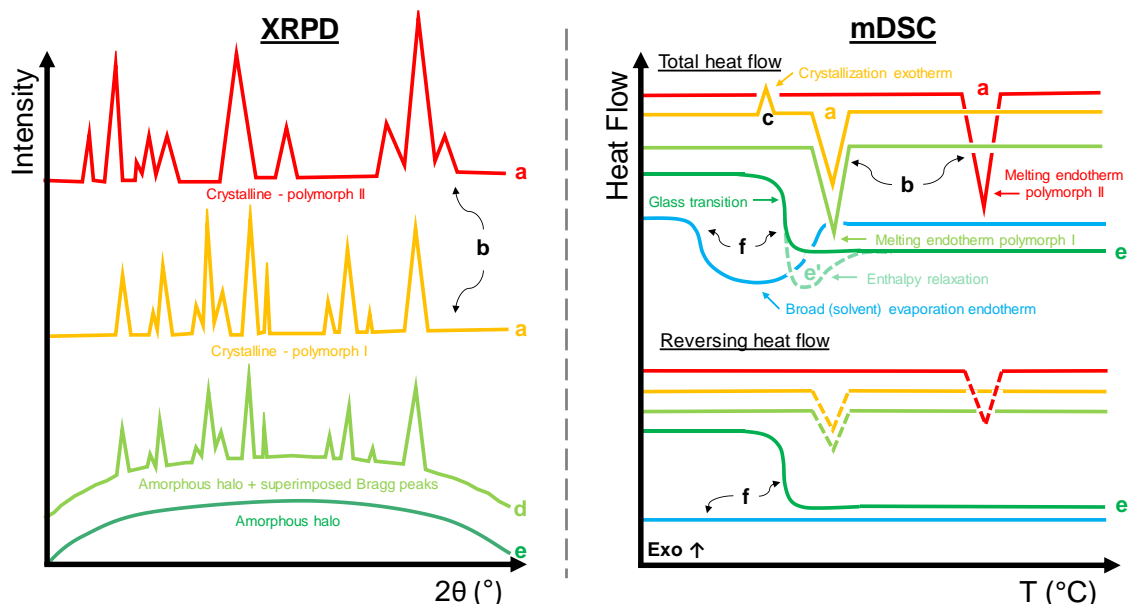 XRPD
Intensity
a
Crystalline - polymorph II
b
a
Crystalline - polymorph I
Amorphous halo + superimposed Bragg peaks
d
Amorphous halo
e
2θ (°)
mDSC
Heat Flow
Total heat flow
Crystallization exotherm
a
a
c
b
Melting endotherm
polymorph II
Glass transition
f
Melting endotherm polymorph I
e
e'
Enthalpy relaxation
Broad (solvent) evaporation endotherm
Reversing heat flow
f
e
Exo ↑
T (°C)